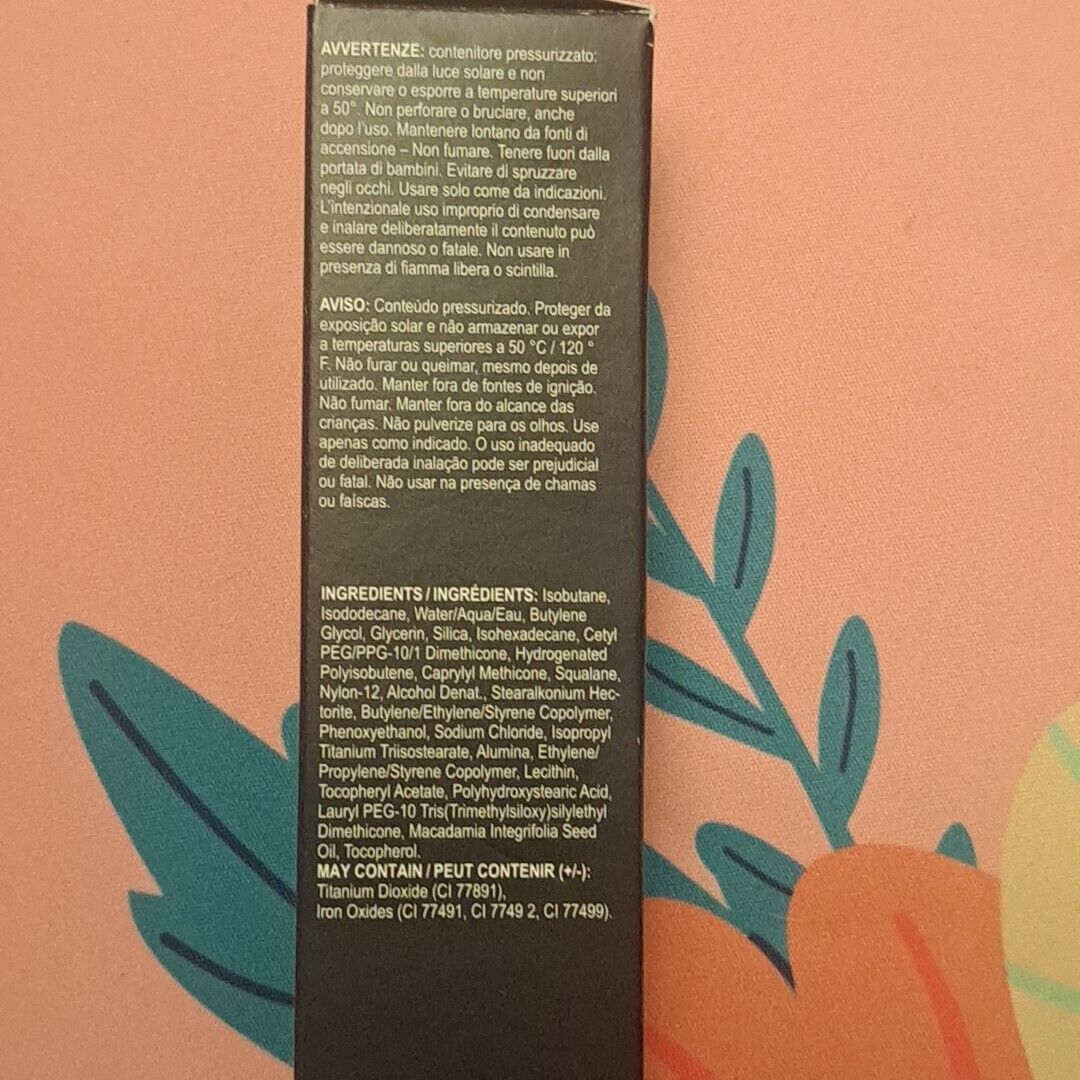 AVVERTENZE: contenitore pressurizzato:
proteggere dalla luce solare e non
conservare o esporre a temperature superiori
a 50°. Non perforare o bruciare, anche
dopo l'uso. Mantenere lontano da fonti di
accensione – Non fumare. Tenere fuori dalla
portata di bambini. Evitare di spruzzare
negli occhi. Usare solo come da indicazioni.
L'intenzionale uso improprio di condensare
e inalare deliberatamente il contenuto può
essere dannoso o fatale. Non usare in
presenza di fiamma libera o scintilla.
AVISO: Conteúdo pressurizado. Proteger da
exposição solar e não armazenar ou expor
a temperaturas superiores a 50 °C / 120 °
F. Não furar ou queimar, mesmo depois de
utilizado. Manter fora de fontes de ignição.
Não fumar. Manter fora do alcance das
crianças. Não pulverize para os olhos. Use
apenas como indicado. O uso inadequado
de deliberada inalação pode ser prejudicial
ou fatal. Não usar na presença de chamas
ou faíscas.
INGREDIENTS / INGRÉDIENTS: Isobutane,
Isododecane, Water/Aqua/Eau, Butylene
Glycol, Glycerin, Silica, Isohexadecane, Cetyl
PEG/PPG-10/1 Dimethicone, Hydrogenated
Polyisobutene, Caprylyl Methicone, Squalane,
Nylon-12, Alcohol Denat., Stearalkonium Hec-
torite, Butylene/Ethylene/Styrene Copolymer,
Phenoxyethanol, Sodium Chloride, Isopropyl
Titanium Triisostearate, Alumina, Ethylene/
Propylene/Styrene Copolymer, Lecithin,
Tocopheryl Acetate, Polyhydroxystearic Acid,
Lauryl PEG-10 Tris(Trimethylsiloxy)silylethyl
Dimethicone, Macadamia Integrifolia Seed
Oil, Tocopherol.
MAY CONTAIN / PEUT CONTENIR (+/-):
Titanium Dioxide (CI 77891),
Iron Oxides (CI 77491, CI 7749 2, CI 77499).